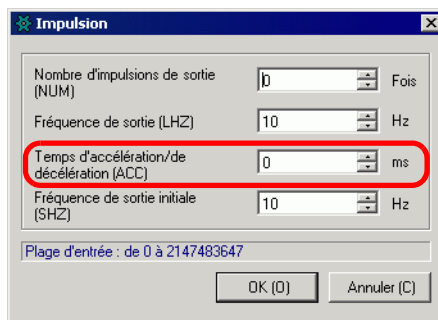 Impulsion
Nombre d'impulsions de sortie
(NUM)
0
Fois
Fréquence de sortie (LHZ)
10
Hz
Temps d'accélération/de
décélération (ACC)
0
ms
Fréquence de sortie initiale
(SHZ)
10
Hz
Plage d'entrée : de 0 à 2147483647
OK (O)
Annuler (C)